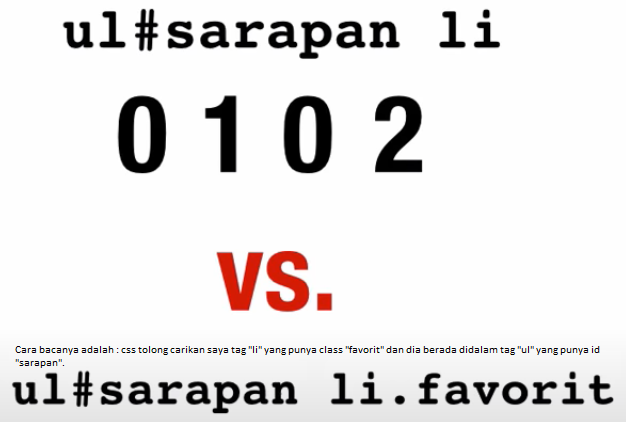 ul#sarapan li
0 1 0 2
vs.
Cara bacanya adalah : css tolong carikan saya tag "li" yang punya class "favorit" dan dia berada didalam tag "ul" yang punya id
"sarapan".
ul#sarapan li.favorit